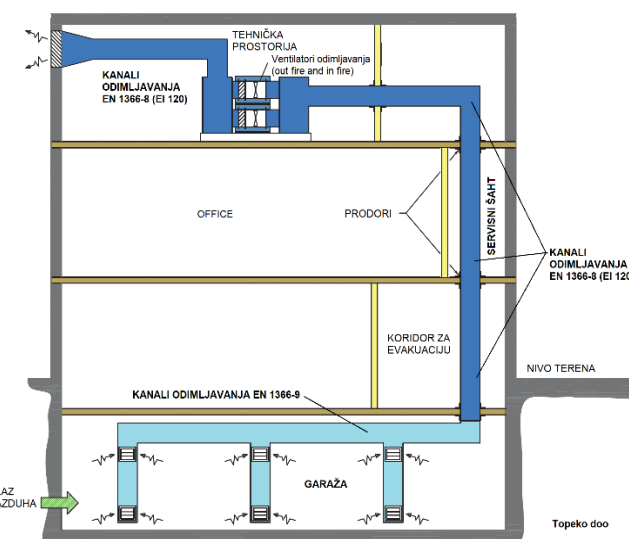 TEHNIČKA
PROSTORIJA
Ventilatori odimljavanja
(out fire and in fire)
KANALI
ODIMLJAVANJA
EN 1366-8 (EI 120)
OFFICE
PRODORI
SERVISNI ŠAHT
KANALI
ODIMLJAVANJA
EN 1366-8 (EI 120
KORIDOR ZA
EVAKUACIJU
NIVO TERENA
KANALI ODIMLJAVANJA EN 1366-9
GARAŽA
LAZ
AZDUHA
Topeko doo